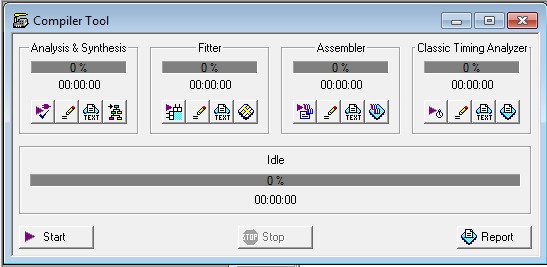 Compiler Tool
Analysis & Synthesis
0 %
00:00:00
TEXT
Fitter
0 %
00:00:00
TEXT
Assembler
0 %
00:00:00
TEXT
Classic Timing Analyzer
0 %
00:00:00
TEXT
Idle
0 %
00:00:00
Start
STOP Stop
Report